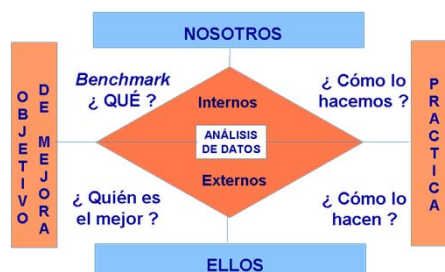 NOSOTROS
Benchmark
¿ QUÉ ?
¿ Cómo lo
hacemos ?
Internos
OBJETIVO
DE MEJORA
ANÁLISIS
DE DATOS
PRACTICA
Externos
¿ Quién es
el mejor ?
¿ Cómo lo
hacen ?
ELLOS